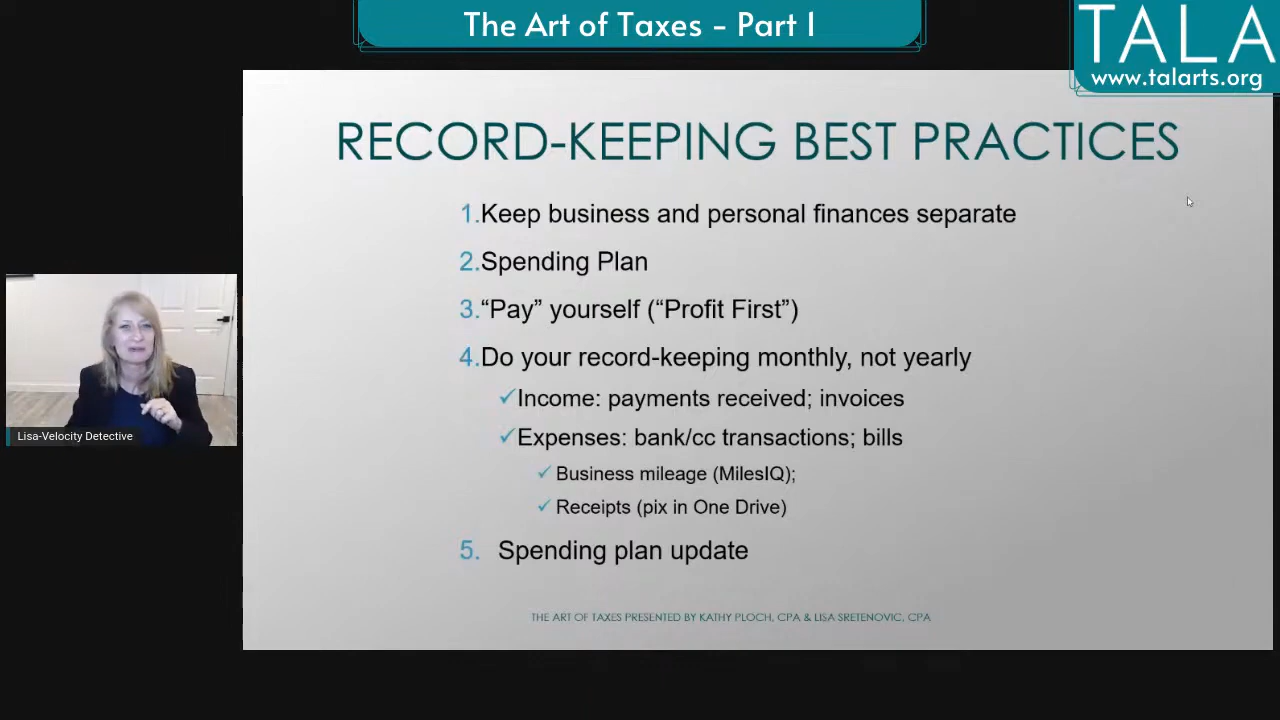 The Art of Taxes - Part I
TALA
www.talarts.org
RECORD-KEEPING BEST PRACTICES
1.Keep business and personal finances separate
2.Spending Plan
3.“Pay” yourself (“Profit First”)
4.Do your record-keeping monthly, not yearly
✓Income: payments received; invoices
✓Expenses: bank/cc transactions; bills
✓ Business mileage (MilesIQ);
✓ Receipts (pix in One Drive)
5. Spending plan update
Lisa-Velocity Detective
THE ART OF TAXES PRESENTED BY KATHY PLOCH, CPA & LISA SRETENOVIC, CPA